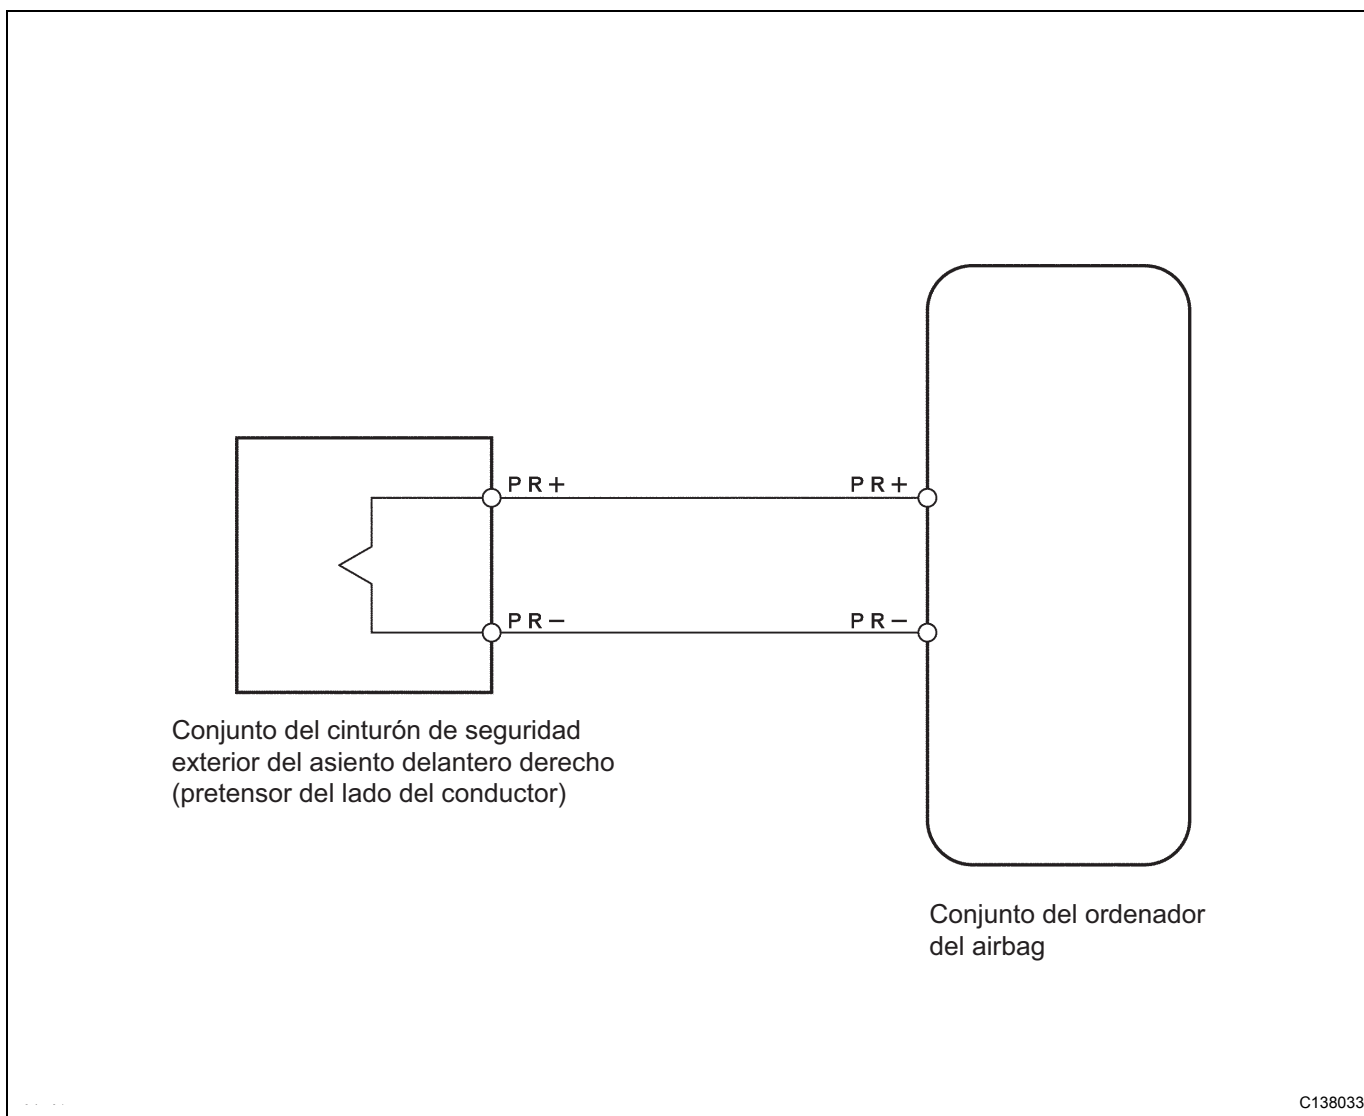 PR+ PR+
PR− PR−
Conjunto del cinturón de seguridad
exterior del asiento delantero derecho
(pretensor del lado del conductor)
Conjunto del ordenador
del airbag
C138033